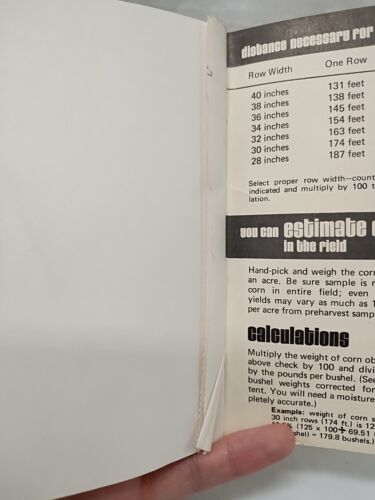 distance necessary for
Row Width One Row
40 inches 131 feet
38 inches 138 feet
36 inches 145 feet
34 inches 154 feet
32 inches 163 feet
30 inches 174 feet
28 inches 187 feet
Select proper row width—count
indicated and multiply by 100 t
lation.
you can estimate
in the field
Hand-pick and weigh the corn
an acre. Be sure sample is r
corn in entire field; even
yields may vary as much as 1
per acre from preharvest samp
calculations
Multiply the weight of corn ob
above check by 100 and divi
by the pounds per bushel. (See
bushel weights corrected for
tent. You will need a moisture
pletely accurate.)
Example: weight of corn s
30 inch rows (174 ft.) is 12
(125 x 100 ÷ 69.51
shel) = 179.8 bushels.)